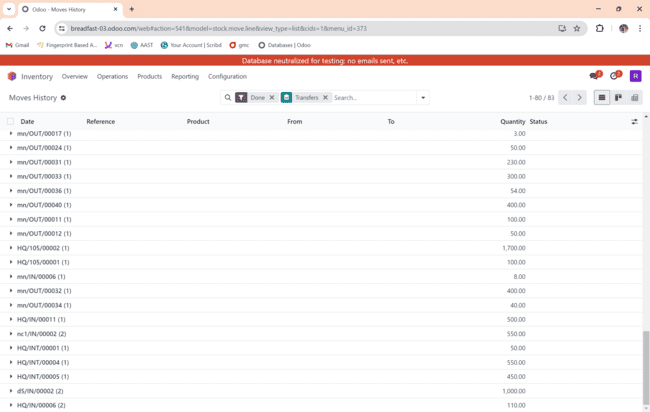 Odoo - Moves History
breadfast-03.odoo.com/web#action=541&model=stock.move.line&view_type=list&cids=1&menu_id=373
Gmail Fingerprint Based A... xcn AAST Your Account | Scribd gmc Databases | Odoo
Database neutralized for testing: no emails sent, etc.
Inventory Overview Operations Products Reporting Configuration R
Moves History Done Transfers Search... 1-80 / 83
Date Reference Product From To Quantity Status
mn/OUT/00017 (1) 3.00
mn/OUT/00024 (1) 50.00
mn/OUT/00031 (1) 230.00
mn/OUT/00033 (1) 300.00
mn/OUT/00036 (1) 54.00
mn/OUT/00040 (1) 400.00
mn/OUT/00011 (1) 100.00
mn/OUT/00012 (1) 50.00
HQ/105/00002 (1) 1,700.00
HQ/105/00001 (1) 100.00
mn/IN/00006 (1) 8.00
mn/OUT/00032 (1) 400.00
mn/OUT/00034 (1) 40.00
HQ/IN/00011 (1) 500.00
nc1/IN/00002 (2) 550.00
HQ/INT/00001 (1) 50.00
HQ/INT/00004 (1) 550.00
HQ/INT/00005 (1) 450.00
dS/IN/00002 (2) 1,000.00
HQ/IN/00006 (2) 110.00